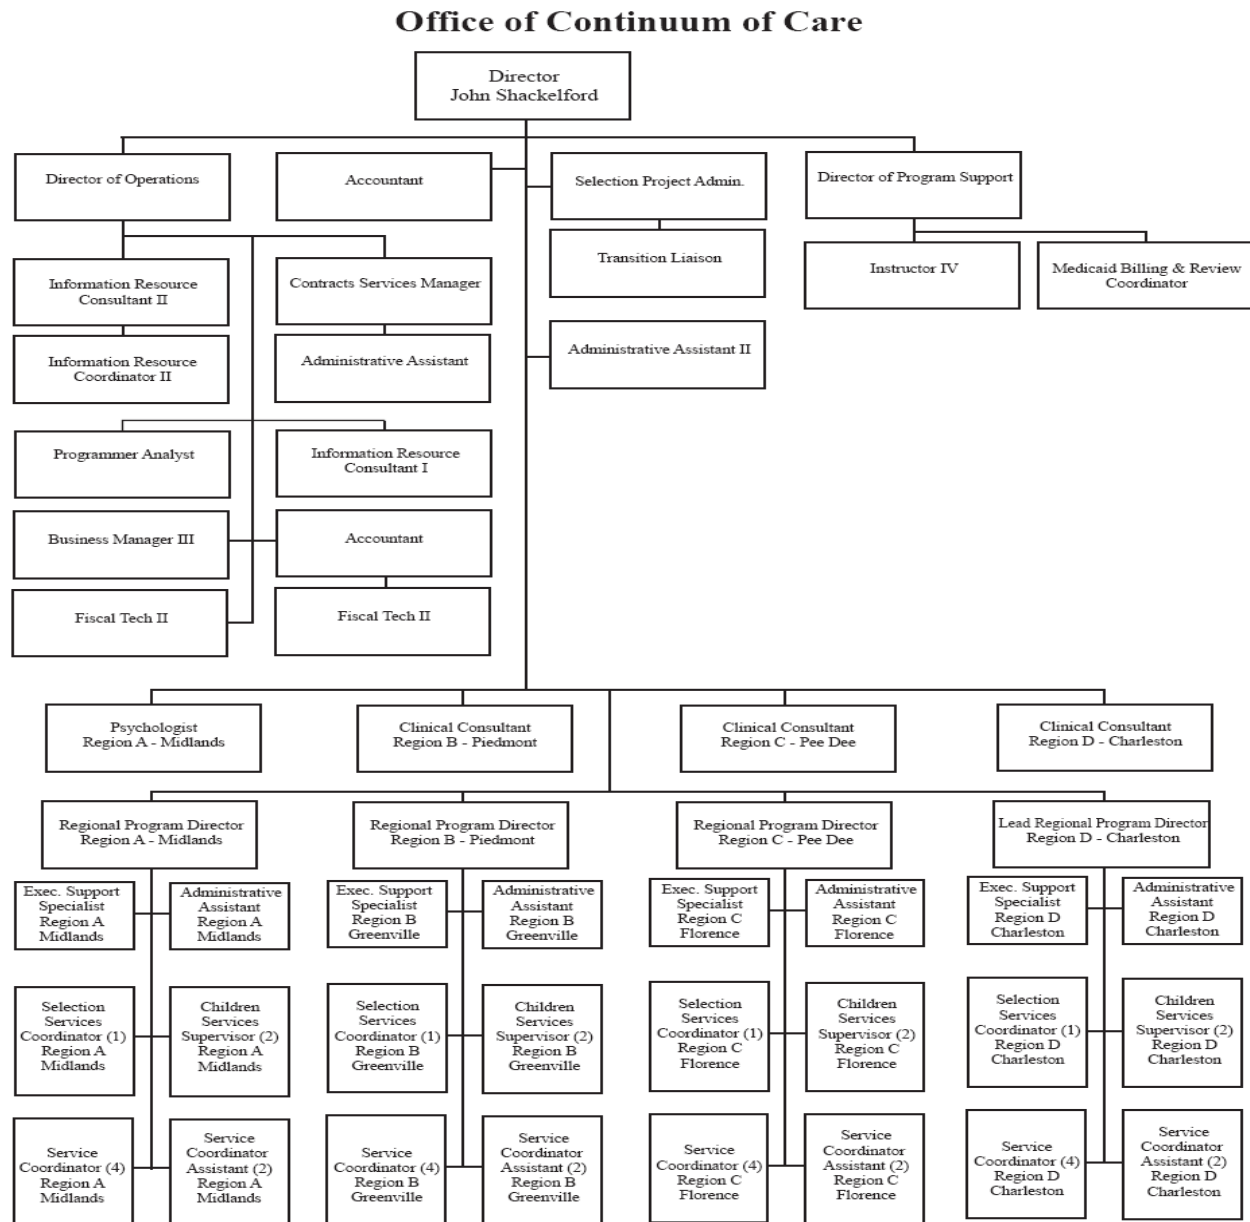 Office of Continuum of Care
Director
John Shackelford
Director of Operations
Accountant
Selection Project Admin.
Director of Program Support
Transition Liaison
Instructor IV
Medicaid Billing & Review
Coordinator
Information Resource
Consultant II
Contracts Services Manager
Information Resource
Coordinator II
Administrative Assistant
Administrative Assistant II
Programmer Analyst
Information Resource
Consultant I
Business Manager III
Accountant
Fiscal Tech II
Fiscal Tech II
Psychologist
Region A - Midlands
Clinical Consultant
Region B - Piedmont
Clinical Consultant
Region C - Pee Dee
Clinical Consultant
Region D - Charleston
Regional Program Director
Region A - Midlands
Regional Program Director
Region B - Piedmont
Regional Program Director
Region C - Pee Dee
Lead Regional Program Director
Region D - Charleston
Exec. Support
Specialist
Region A
Midlands
Administrative
Assistant
Region A
Midlands
Exec. Support
Specialist
Region B
Greenville
Administrative
Assistant
Region B
Greenville
Exec. Support
Specialist
Region C
Florence
Administrative
Assistant
Region C
Florence
Exec. Support
Specialist
Region D
Charleston
Administrative
Assistant
Region D
Charleston
Selection
Services
Coordinator (1)
Region A
Midlands
Children
Services
Supervisor (2)
Region A
Midlands
Selection
Services
Coordinator (1)
Region B
Greenville
Children
Services
Supervisor (2)
Region B
Greenville
Selection
Services
Coordinator (1)
Region C
Florence
Children
Services
Supervisor (2)
Region C
Florence
Selection
Services
Coordinator (1)
Region D
Charleston
Children
Services
Supervisor (2)
Region D
Charleston
Service
Coordinator (4)
Region A
Midlands
Service
Coordinator
Assistant (2)
Region A
Midlands
Service
Coordinator (4)
Region B
Greenville
Service
Coordinator
Assistant (2)
Region B
Greenville
Service
Coordinator (4)
Region C
Florence
Service
Coordinator
Assistant (2)
Region C
Florence
Service
Coordinator (4)
Region D
Charleston
Service
Coordinator
Assistant (2)
Region D
Charleston